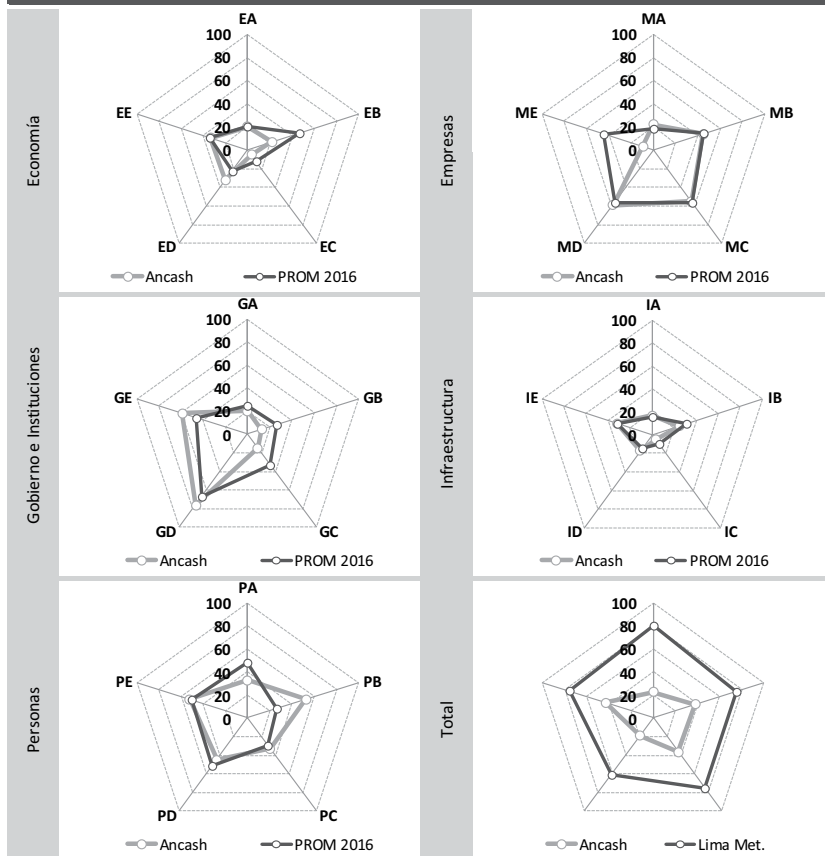 Economía
EA
100
80
60
40
20
0
EE
EB
ED
EC
Ancash PROM 2016
Empresas
MA
100
80
60
40
20
0
ME
MB
MD
MC
Ancash PROM 2016
Gobierno e Instituciones
GA
100
80
60
40
20
0
GE
GB
GD
GC
Ancash PROM 2016
Infraestructura
IA
100
80
60
40
20
0
IE
IB
ID
IC
Ancash PROM 2016
Personas
PA
100
80
60
40
20
0
PE
PB
PD
PC
Ancash PROM 2016
Total
100
80
60
40
20
0
Ancash Lima Met.